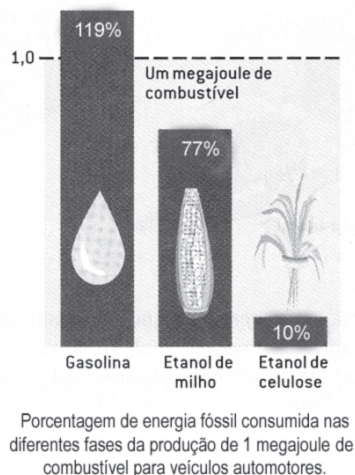 119%
1,0
Um megajoule de
combustível
77%
10%
Gasolina
Etanol de
milho
Etanol de
celulose
Porcentagem de energia fóssil consumida nas
diferentes fases da produção de 1 megajoule de
combustível para veículos automotores.